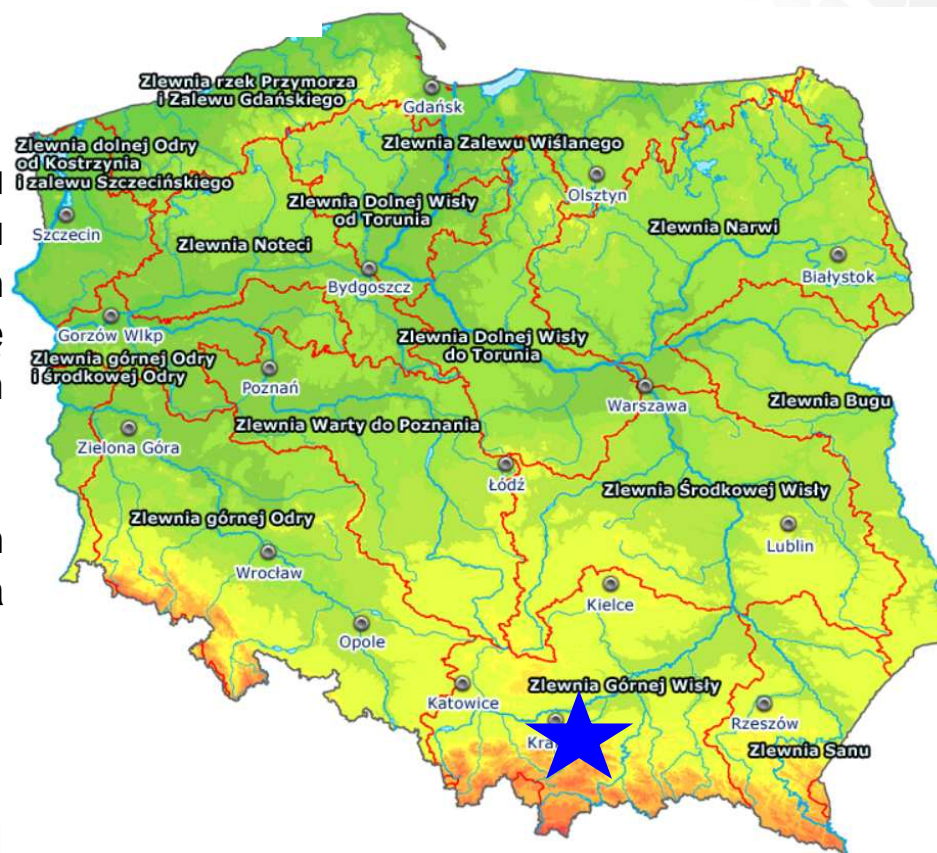 Zlewnia rzek Przymorza
i Zalewu Gdańskiego
Gdańsk
Zlewnia dolnej Odry
od Kostrzynia
i zalewu Szczecińskiego
Zlewnia Zalewu Wiślanego
Olsztyn
Zlewnia Dolnej Wisły
od Torunia
Szczecin
Zlewnia Noteci
Zlewnia Narwi
Białystok
Bydgoszcz
Gorzów Wlkp
Zlewnia Dolnej Wisły
do Torunia
Zlewnia górnej Odry
i środkowej Odry
Poznań
Warszawa
Zlewnia Bugu
Zielona Góra
Zlewnia Warty do Poznania
Łódź
Zlewnia Środkowej Wisły
Zlewnia górnej Odry
Lublin
Wrocław
Kielce
Opole
Katowice
Zlewnia Górnej Wisły
Rzeszów
Zlewnia Sanu